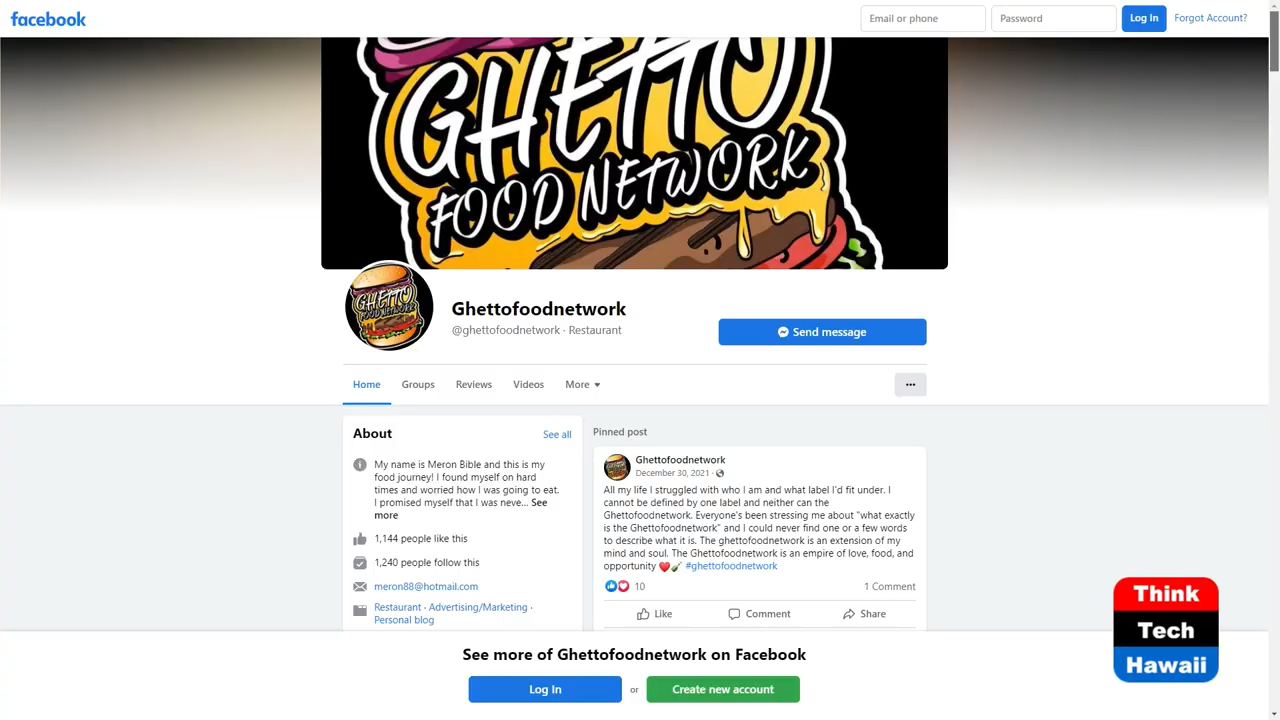 facebook
Email or phone
Password
Log In
Forgot Account?
GHETTO
FOOD NETWORK
GHETTO
FOOD NETWORK
Ghettofoodnetwork
@ghettofoodnetwork · Restaurant
Send message
Home
Groups
Reviews
Videos
More
About
See all
My name is Meron Bible and this is my
food journey! I found myself on hard
times and worried how I was going to eat.
I promised myself that I was neve... See
more
1,144 people like this
1,240 people follow this
meron88@hotmail.com
Restaurant · Advertising/Marketing ·
Personal blog
Pinned post
Ghettofoodnetwork
December 30, 2021 ·
All my life I struggled with who I am and what label I'd fit under. I
cannot be defined by one label and neither can the
Ghettofoodnetwork. Everyone's been stressing me about "what exactly
is the Ghettofoodnetwork" and I could never find one or a few words
to describe what it is. The ghettofoodnetwork is an extension of my
mind and soul. The Ghettofoodnetwork is an empire of love, food, and
opportunity ❤️🍾 #ghettofoodnetwork
10
1 Comment
Like
Comment
Share
See more of Ghettofoodnetwork on Facebook
Log In
or
Create new account
Think
Tech
Hawaii